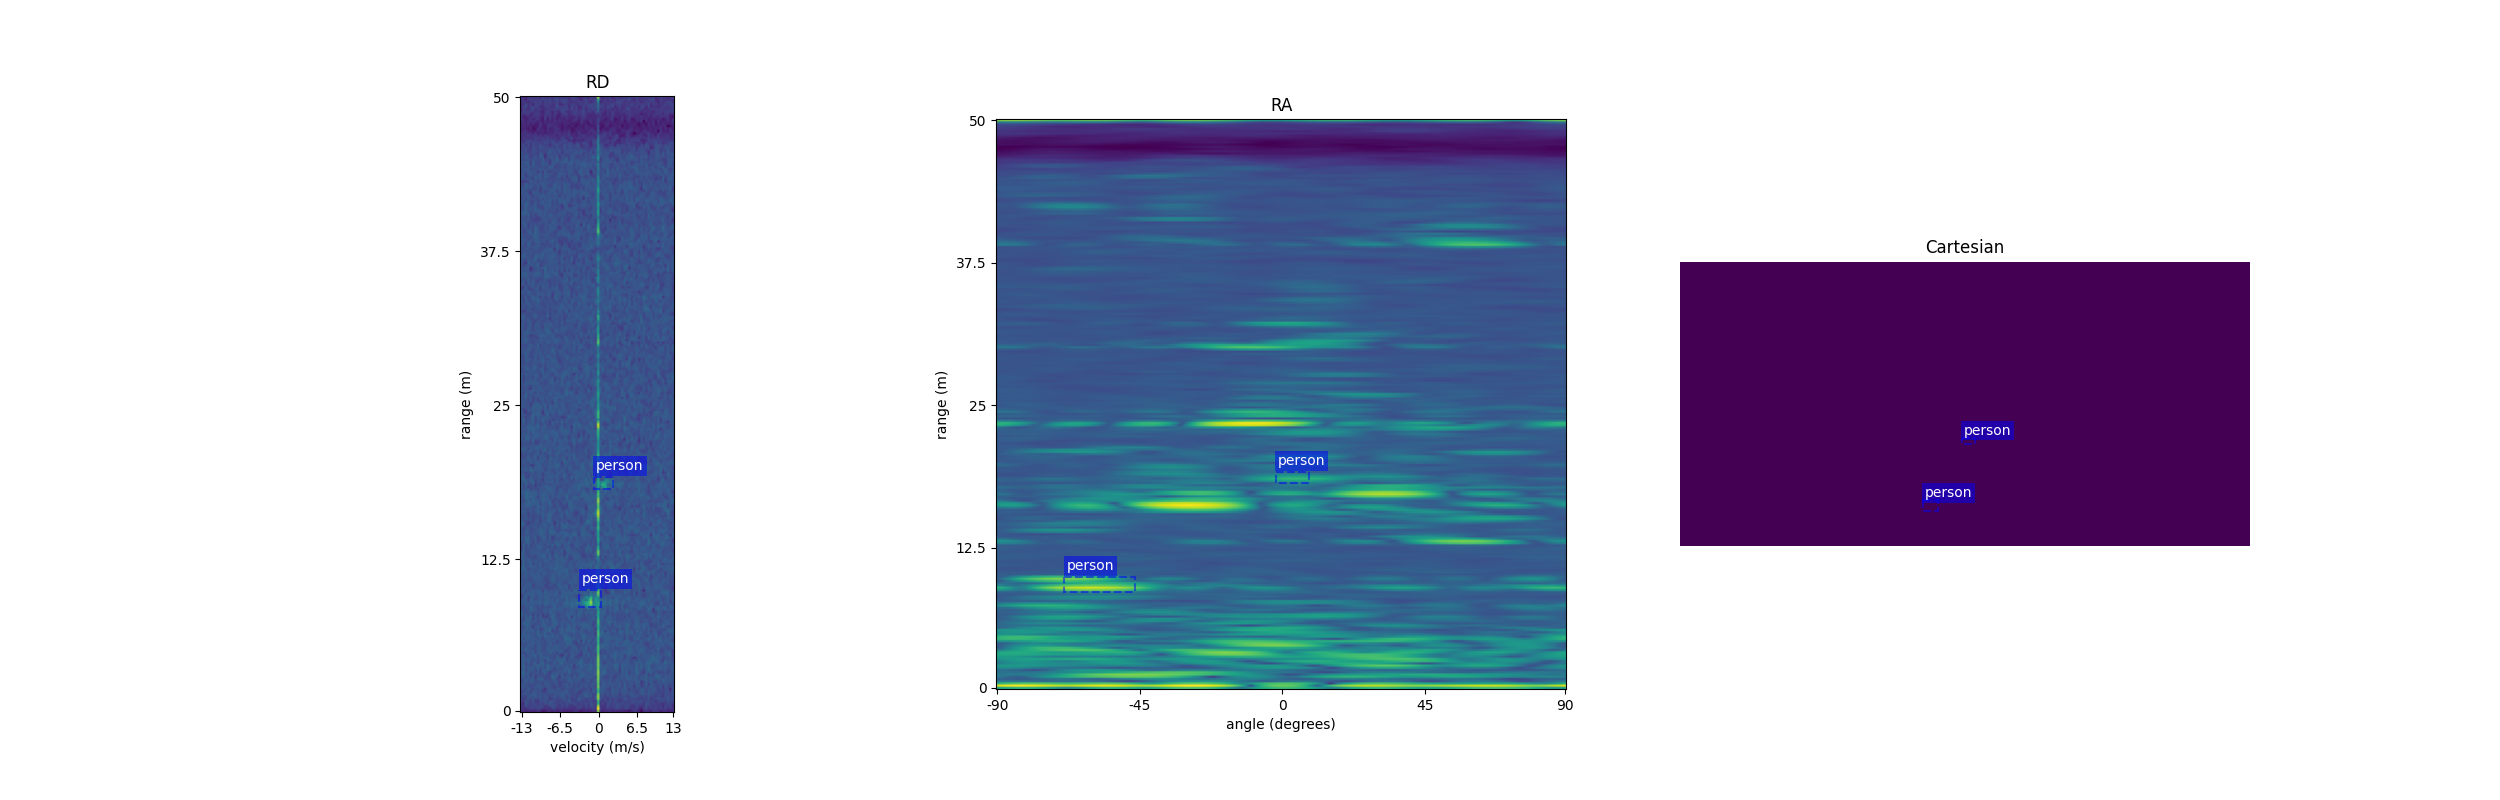 RD
50
37.5
25
12.5
0
range (m)
person
person
-13 -6.5 0 6.5 13
velocity (m/s)
RA
50
37.5
25
12.5
0
range (m)
person
person
-90 -45 0 45 90
angle (degrees)
Cartesian
person
person